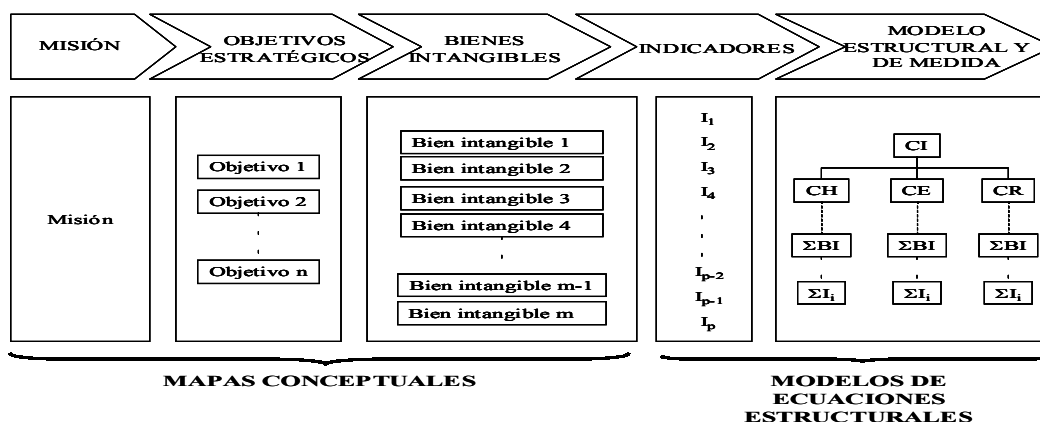 MISIÓN
OBJETIVOS
ESTRATÉGICOS
BIENES
INTANGIBLES
INDICADORES
MODELO
ESTRUCTURAL Y
DE MEDIDA
Misión
Objetivo 1
Objetivo 2
Objetivo n
Bien intangible 1
Bien intangible 2
Bien intangible 3
Bien intangible 4
Bien intangible m-1
Bien intangible m
I₁
I₂
I₃
I₄
Iₚ₋₂
Iₚ₋₁
Iₚ
CI
CH CE CR
ΣBI ΣBI ΣBI
ΣIᵢ ΣIᵢ ΣIᵢ
MAPAS CONCEPTUALES
MODELOS DE
ECUACIONES
ESTRUCTURALES